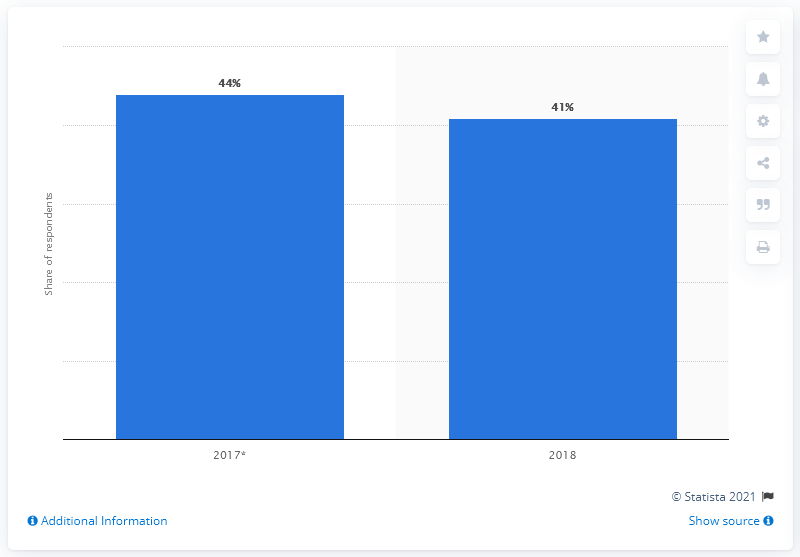 44%
41%
Share of respondents
2017*
2018
© Statista 2021
Additional Information
Show source